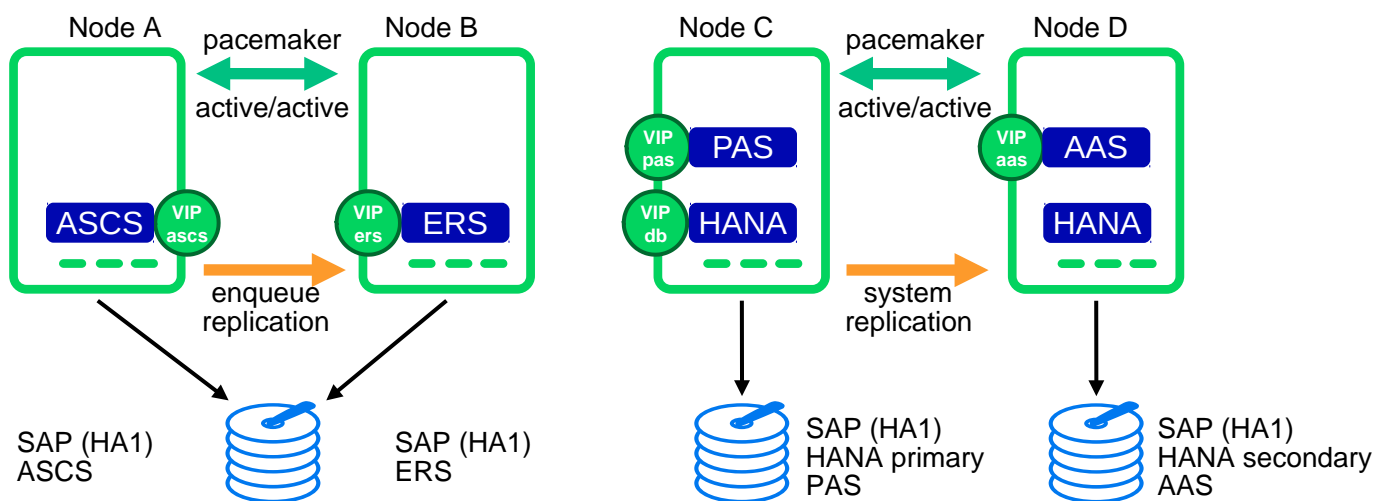 Node A
Node B
Node C
Node D
pacemaker
active/active
pacemaker
active/active
VIP
pas
PAS
VIP
aas
AAS
ASCS
VIP
ascs
VIP
ers
ERS
VIP
db
HANA
HANA
enqueue
replication
system
replication
SAP (HA1)
ASCS
SAP (HA1)
ERS
SAP (HA1)
HANA primary
PAS
SAP (HA1)
HANA secondary
AAS